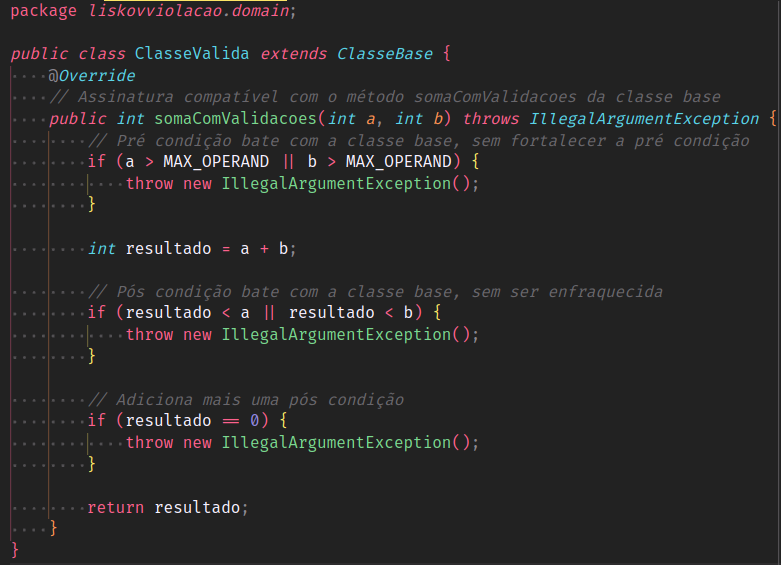 package liskovviolacao.domain;
public class ClasseValida extends ClasseBase {
@Override
// Assinatura compatível com o método somaComValidacoes da classe base
public int somaComValidacoes(int a, int b) throws IllegalArgumentException {
// Pré condição bate com a classe base, sem fortalecer a pré condição
if (a > MAX_OPERAND || b > MAX_OPERAND) {
throw new IllegalArgumentException();
}
int resultado = a + b;
// Pós condição bate com a classe base, sem ser enfraquecida
if (resultado < a || resultado < b) {
throw new IllegalArgumentException();
}
// Adiciona mais uma pós condição
if (resultado == 0) {
throw new IllegalArgumentException();
}
return resultado;
}
}